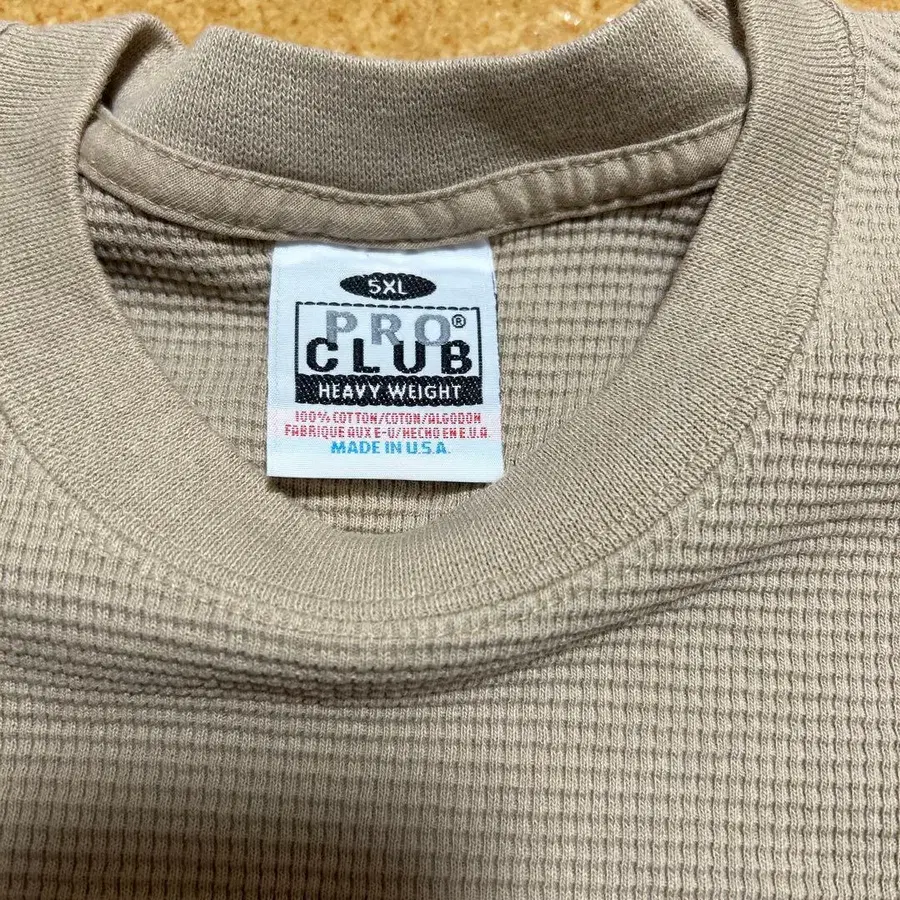 5XL
PRO®
CLUB
HEAVY WEIGHT
100% COTTON/COTON/ALGODON
FABRIQUE AUX E-U/HECHO EN E.U.A.
MADE IN U.S.A.